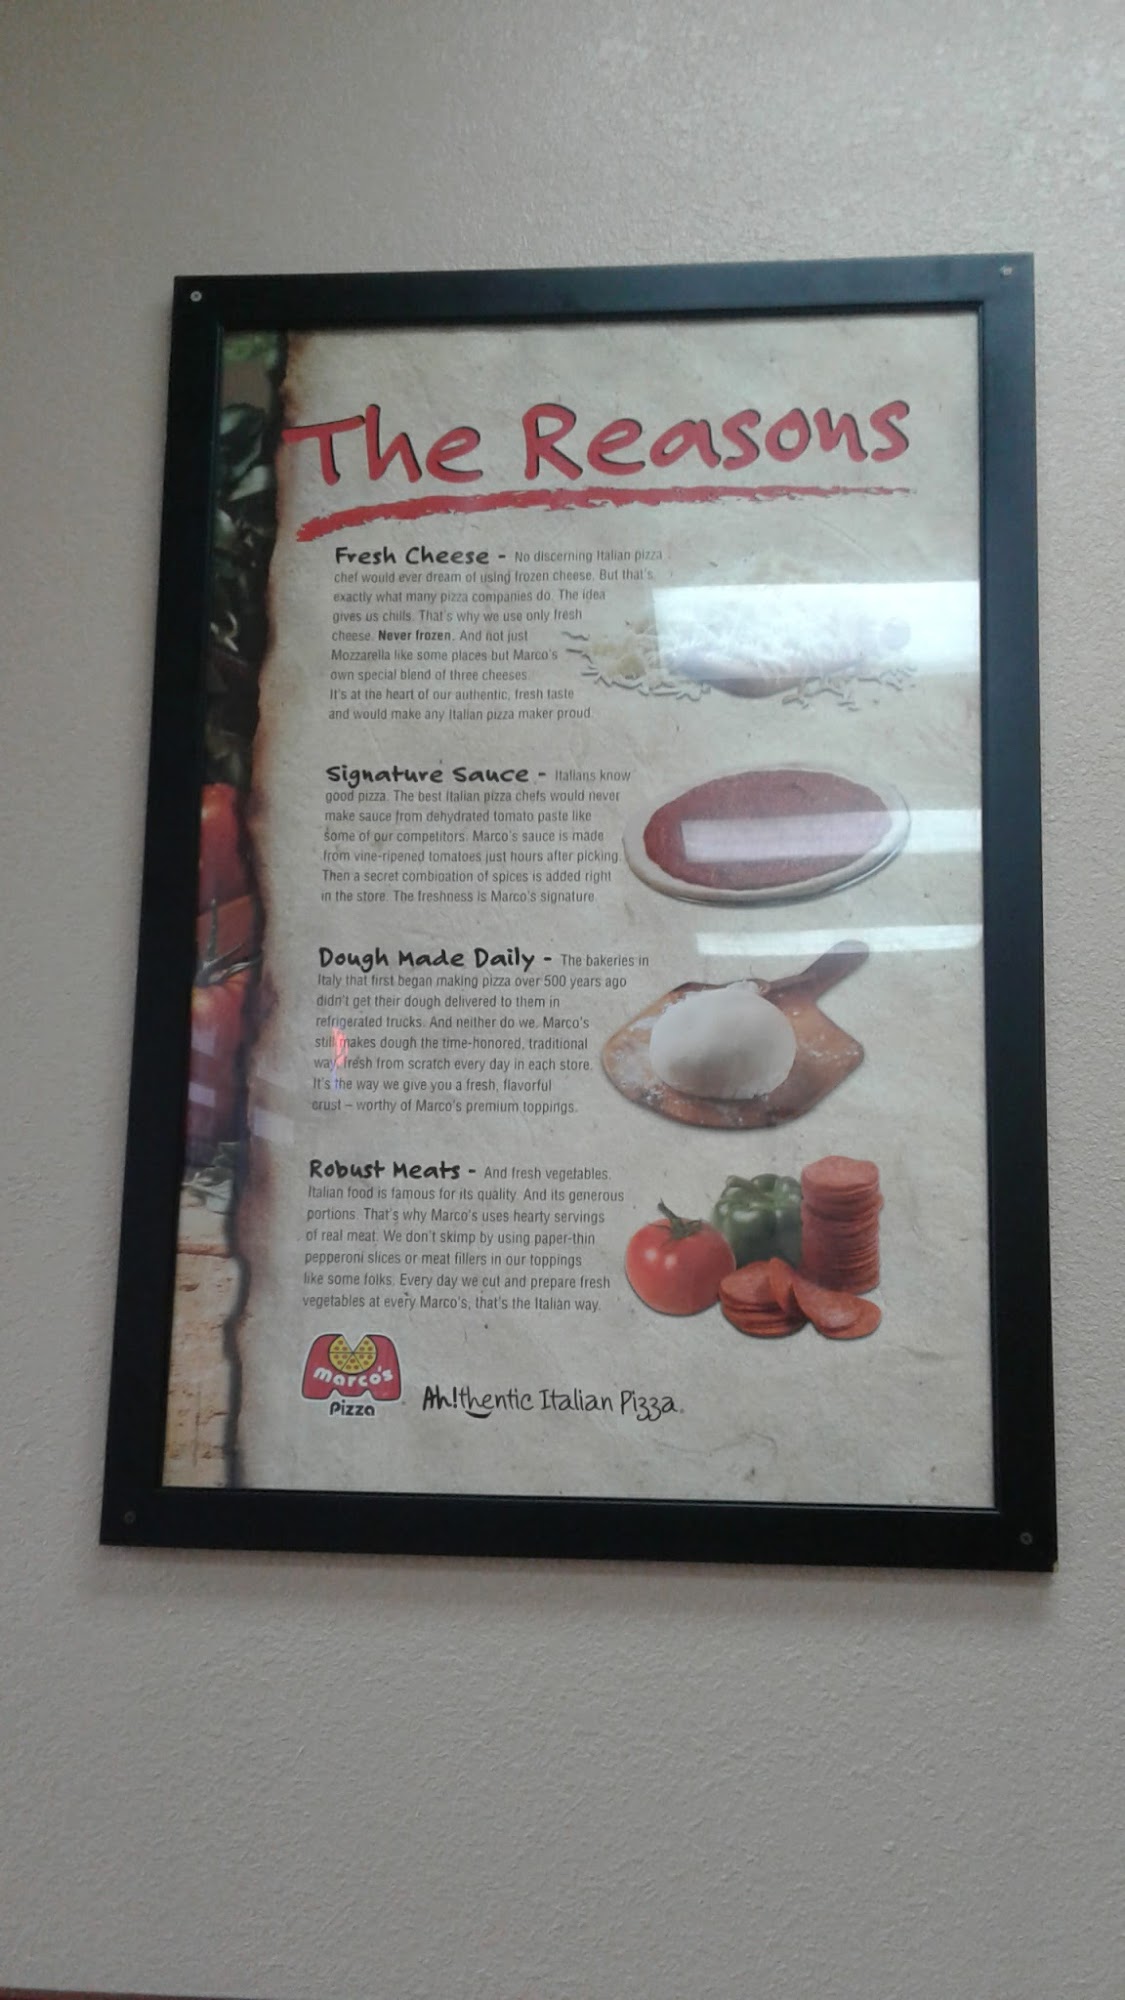 The Reasons
Fresh Cheese - No discerning Italian pizza
chef would ever dream of using frozen cheese. But that's
exactly what many pizza companies do. The idea
gives us chills. That's why we use only fresh
cheese. Never frozen. And not just
Mozzarella like some places but Marco's
own special blend of three cheeses.
It's at the heart of our authentic, fresh taste
and would make any Italian pizza maker proud.
Signature Sauce - Italians know
good pizza. The best Italian pizza chefs would never
make sauce from dehydrated tomato paste like
some of our competitors. Marco's sauce is made
from vine-ripened tomatoes just hours after picking.
Then a secret combination of spices is added right
in the store. The freshness is Marco's signature.
Dough Made Daily - The bakeries in
Italy that first began making pizza over 500 years ago
didn't get their dough delivered to them in
refrigerated trucks. And neither do we. Marco's
still makes dough the time-honored, traditional
way, fresh from scratch every day in each store.
It's the way we give you a fresh, flavorful
crust – worthy of Marco's premium toppings.
Robust Meats - And fresh vegetables.
Italian food is famous for its quality. And its generous
portions. That's why Marco's uses hearty servings
of real meat. We don't skimp by using paper-thin
pepperoni slices or meat fillers in our toppings
like some folks. Every day we cut and prepare fresh
vegetables at every Marco's, that's the Italian way.
marco's
Pizza
Ah!thentic Italian Pizza.